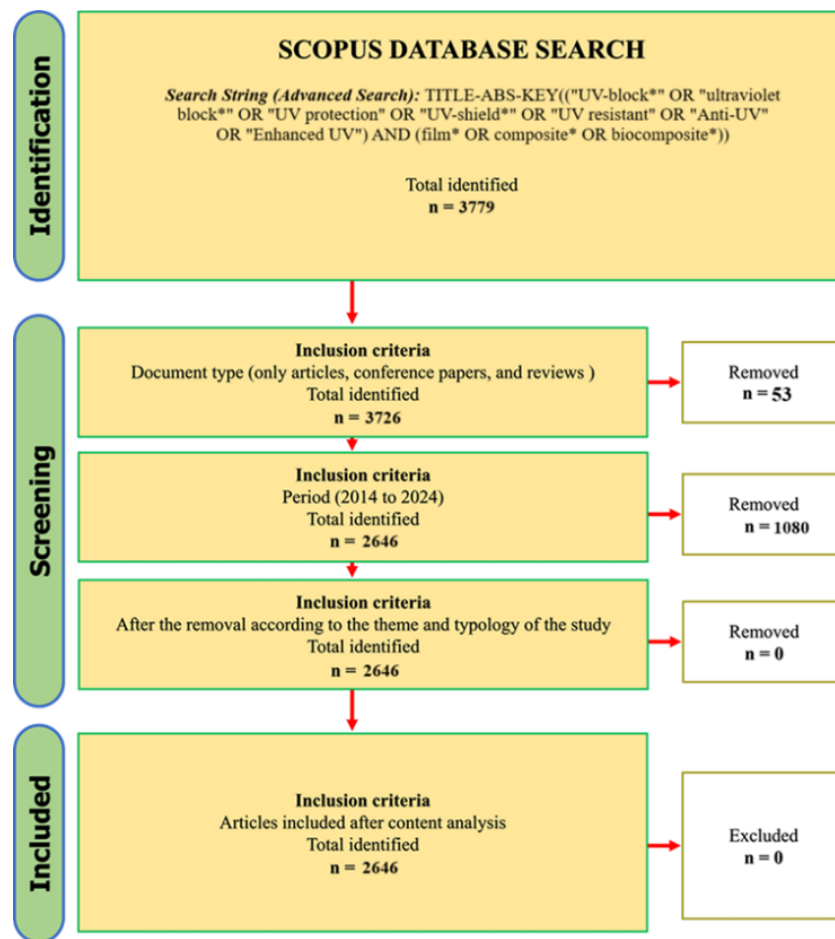 Identification
SCOPUS DATABASE SEARCH
Search String (Advanced Search): TITLE-ABS-KEY(("UV-block*" OR "ultraviolet
block*" OR "UV protection" OR "UV-shield*" OR "UV resistant" OR "Anti-UV"
OR "Enhanced UV") AND (film* OR composite* OR biocomposite*))
Total identified
n = 3779
Screening
Inclusion criteria
Document type (only articles, conference papers, and reviews )
Total identified
n = 3726
Removed
n = 53
Inclusion criteria
Period (2014 to 2024)
Total identified
n = 2646
Removed
n = 1080
Inclusion criteria
After the removal according to the theme and typology of the study
Total identified
n = 2646
Removed
n = 0
Included
Inclusion criteria
Articles included after content analysis
Total identified
n = 2646
Excluded
n = 0